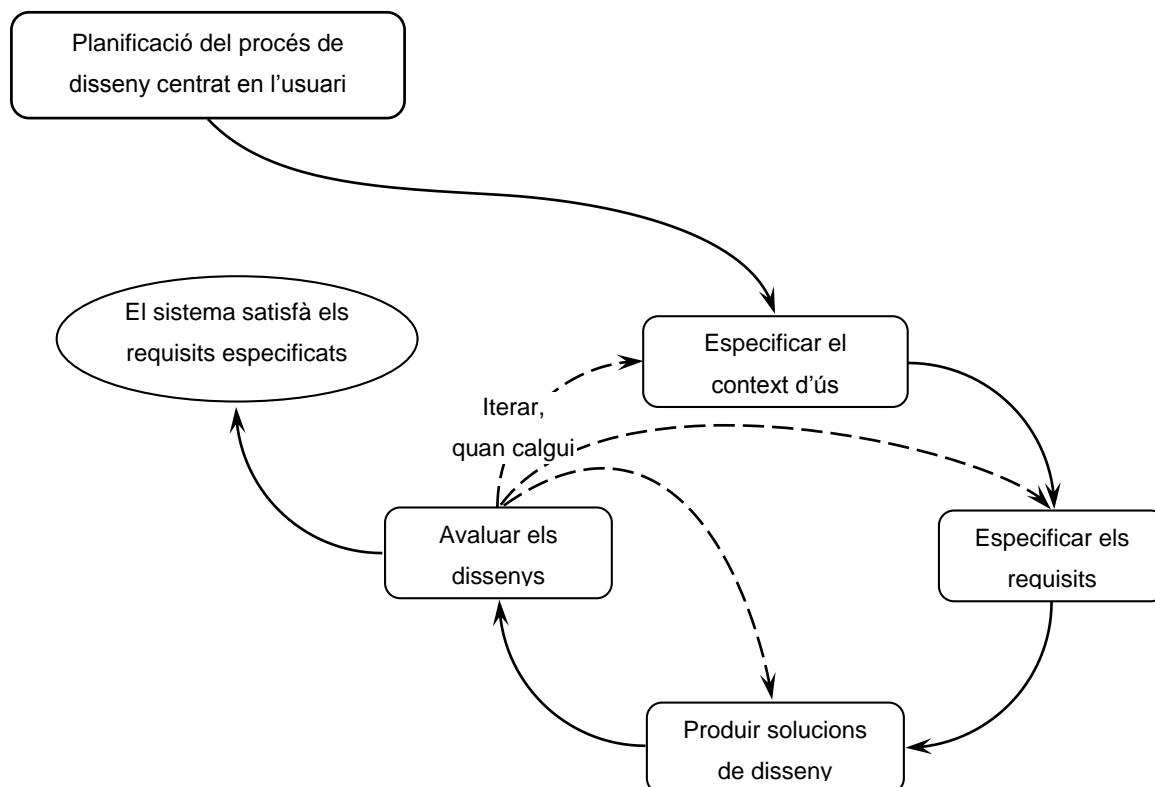 Planificació del procés de
disseny centrat en l’usuari
El sistema satisfà els
requisits especificats
Especificar el
context d’ús
Iterar,
quan calgui
Avaluar els
dissenys
Especificar els
requisits
Produir solucions
de disseny